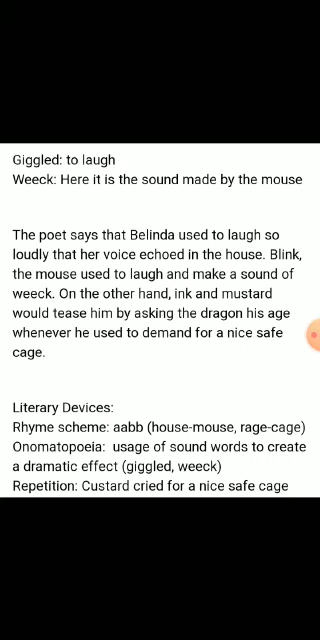 Giggled: to laugh
Weeck: Here it is the sound made by the mouse
The poet says that Belinda used to laugh so
loudly that her voice echoed in the house. Blink,
the mouse used to laugh and make a sound of
weeck. On the other hand, ink and mustard
would tease him by asking the dragon his age
whenever he used to demand for a nice safe
cage.
Literary Devices:
Rhyme scheme: aabb (house-mouse, rage-cage)
Onomatopoeia:  usage of sound words to create
a dramatic effect (giggled, weeck)
Repetition: Custard cried for a nice safe cage